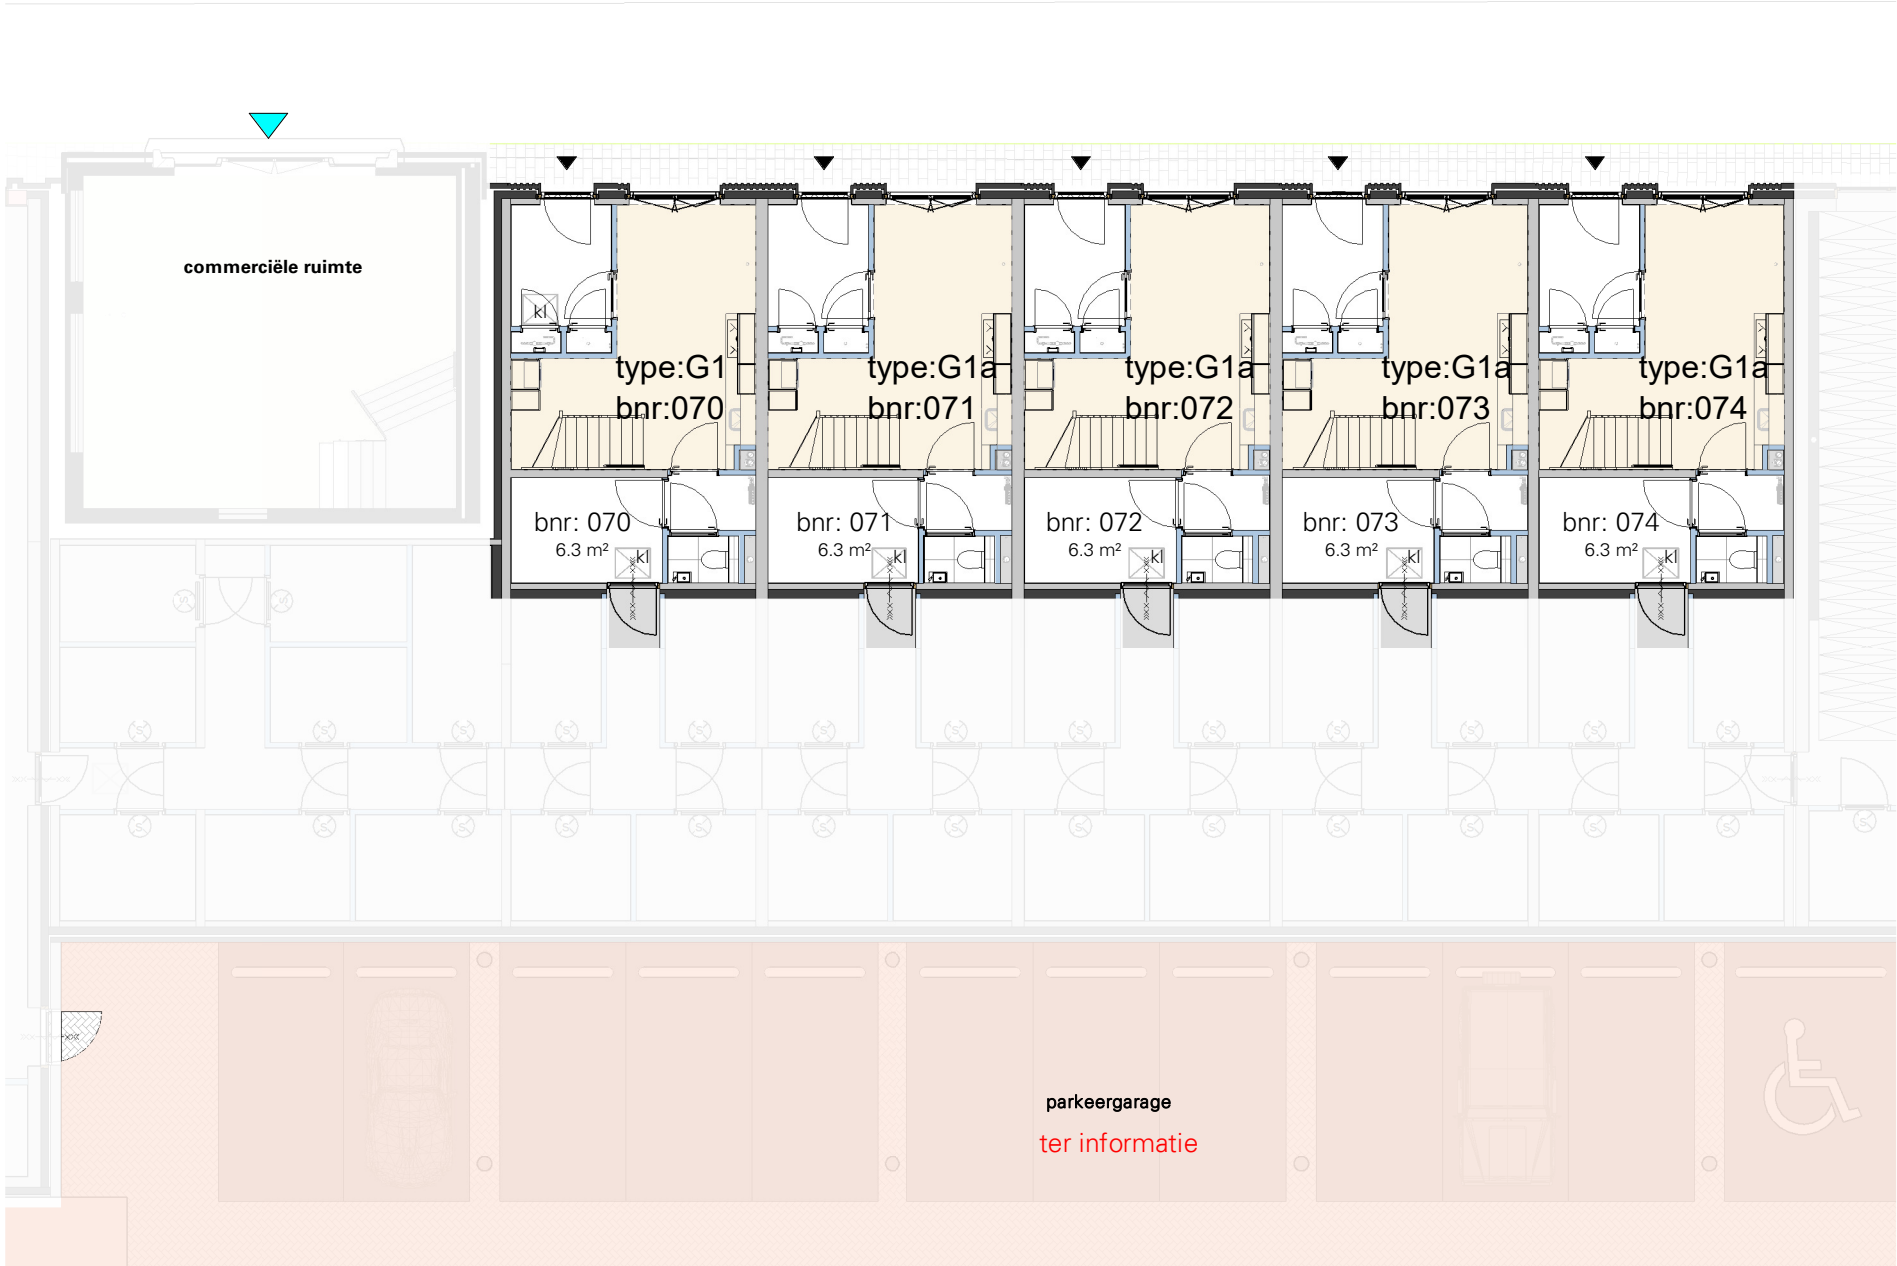 commerciële ruimte
kl
type:G1
bnr:070
type:G1a
bnr:071
type:G1a
bnr:072
type:G1a
bnr:073
type:G1a
bnr:074
bnr: 070
6.3 m²
kl
bnr: 071
6.3 m²
kl
bnr: 072
6.3 m²
kl
bnr: 073
6.3 m²
kl
bnr: 074
6.3 m²
kl
parkeergarage
ter informatie